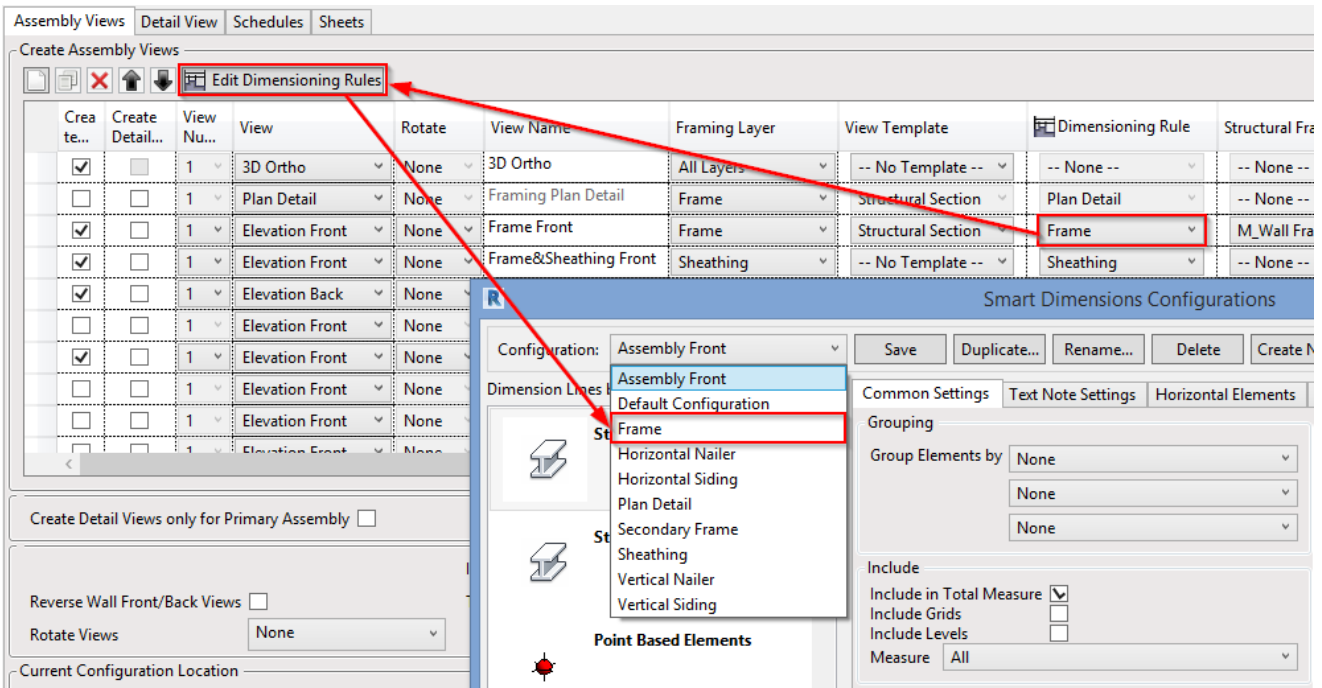 Assembly Views Detail View Schedules Sheets
Create Assembly Views
Edit Dimensioning Rules
Crea te... Create Detail... View Nu... View Rotate View Name Framing Layer View Template Dimensioning Rule Structural Fra
1 3D Ortho None 3D Ortho All Layers -- No Template -- -- None -- -- None --
1 Plan Detail None Framing Plan Detail Frame Structural Section Plan Detail -- None --
1 Elevation Front None Frame Front Frame Structural Section Frame M_Wall Fra
1 Elevation Front None Frame&Sheathing Front Sheathing -- No Template -- Sheathing -- None --
1 Elevation Back None
1 Elevation Front None
1 Elevation Front None
1 Elevation Front None
1 Elevation Front None
1 Elevation Front None
Create Detail Views only for Primary Assembly
Reverse Wall Front/Back Views
Rotate Views None
Current Configuration Location
R Smart Dimensions Configurations
Configuration: Assembly Front Save Duplicate... Rename... Delete Create N
Dimension Lines
Assembly Front
Default Configuration
Frame
Horizontal Nailer
Horizontal Siding
Plan Detail
Secondary Frame
Sheathing
Vertical Nailer
Vertical Siding
St
St
Point Based Elements
Common Settings Text Note Settings Horizontal Elements
Grouping
Group Elements by None
None
None
Include
Include in Total Measure
Include Grids
Include Levels
Measure All